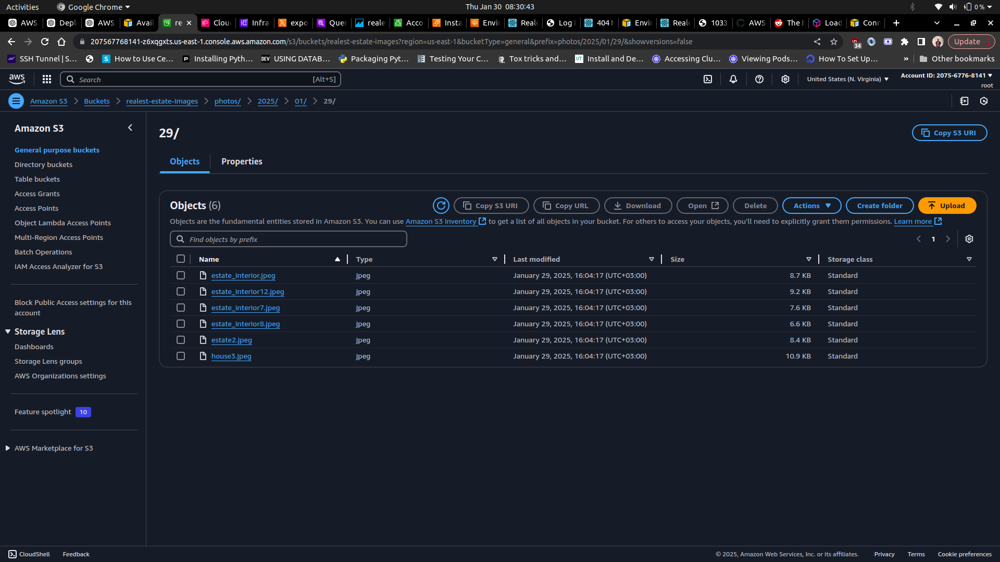 Activities Google Chrome Thu Jan 30 08:30:43 0 %
AWS Depl AWS Avai re Clou Infra expo Quer reale Acco Insta Envir Reale Log i 404 N Envir Reale 1033 AWS The E Load Conn
207567768141-z6xqgxts.us-east-1.console.aws.amazon.com/s3/buckets/realest-estate-images?region=us-east-1&bucketType=general&prefix=photos/2025/01/29/&showversions=false 34 Update
SSH Tunnel | S... How to Use Ce... Installing Pyth... DEV USING DATAB... Packaging Pyt... Testing Your C... Tox tricks and... UT Install and De... Accessing Clu... Viewing Pods... How To Set Up... » Other bookmarks
aws Search [Alt+S] United States (N. Virginia) Account ID: 2075-6776-8141
root
Amazon S3 Buckets realest-estate-images photos/ 2025/ 01/ 29/
Amazon S3
General purpose buckets
Directory buckets
Table buckets
Access Grants
Access Points
Object Lambda Access Points
Multi-Region Access Points
Batch Operations
IAM Access Analyzer for S3
Block Public Access settings for this
account
Storage Lens
Dashboards
Storage Lens groups
AWS Organizations settings
Feature spotlight 10
AWS Marketplace for S3
29/ Copy S3 URI
Objects Properties
Objects (6) Copy S3 URI Copy URL Download Open Delete Actions Create folder Upload
Objects are the fundamental entities stored in Amazon S3. You can use Amazon S3 inventory to get a list of all objects in your bucket. For others to access your objects, you'll need to explicitly grant them permissions. Learn more
Find objects by prefix 1
Name Type Last modified Size Storage class
estate_interior.jpeg jpeg January 29, 2025, 16:04:17 (UTC+03:00) 8.7 KB Standard
estate_interior12.jpeg jpeg January 29, 2025, 16:04:17 (UTC+03:00) 9.2 KB Standard
estate_interior7.jpeg jpeg January 29, 2025, 16:04:17 (UTC+03:00) 7.6 KB Standard
estate_interior8.jpeg jpeg January 29, 2025, 16:04:17 (UTC+03:00) 6.6 KB Standard
estate2.jpeg jpeg January 29, 2025, 16:04:17 (UTC+03:00) 8.4 KB Standard
house3.jpeg jpeg January 29, 2025, 16:04:17 (UTC+03:00) 10.9 KB Standard
CloudShell Feedback © 2025, Amazon Web Services, Inc. or its affiliates. Privacy Terms Cookie preferences